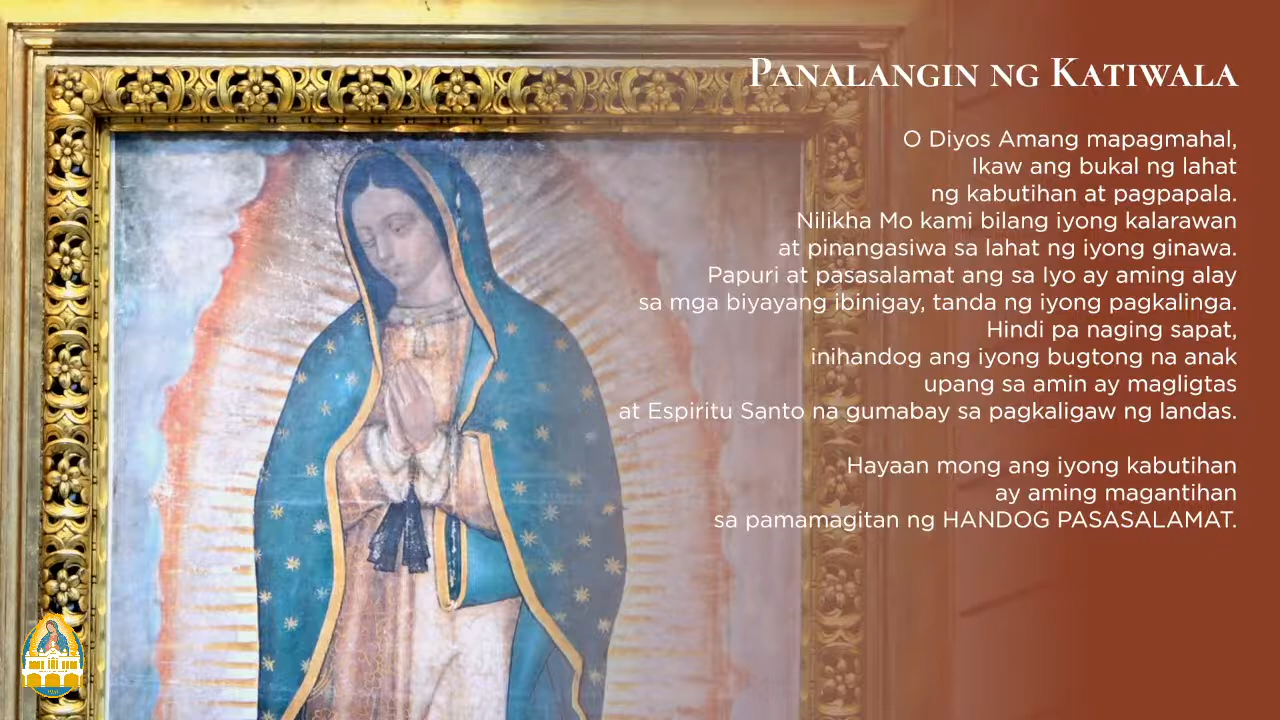 Panalangin ng Katiwala
O Diyos Amang mapagmahal,
Ikaw ang bukal ng lahat
ng kabutihan at pagpapala.
Nilikha Mo kami bilang iyong kalarawan
at pinangasiwa sa lahat ng iyong ginawa.
Papuri at pasasalamat ang sa Iyo ay aming alay
sa mga biyayang ibinigay, tanda ng iyong pagkalinga.
Hindi pa naging sapat,
inihandog ang iyong bugtong na anak
upang sa amin ay magligtas
at Espiritu Santo na gumabay sa pagkaligaw ng landas.
Hayaan mong ang iyong kabutihan
ay aming magantihan
sa pamamagitan ng HANDOG PASASALAMAT.